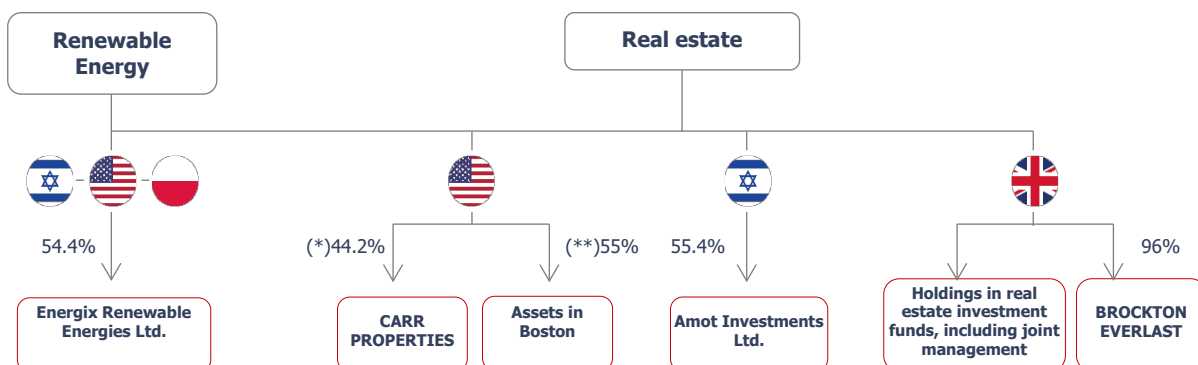 Renewable
Energy
Real estate
54.4%
(*)44.2%
(**)55%
55.4%
96%
Energix Renewable
Energies Ltd.
CARR
PROPERTIES
Assets in
Boston
Amot Investments
Ltd.
Holdings in real
estate investment
funds, including joint
management
BROCKTON
EVERLAST